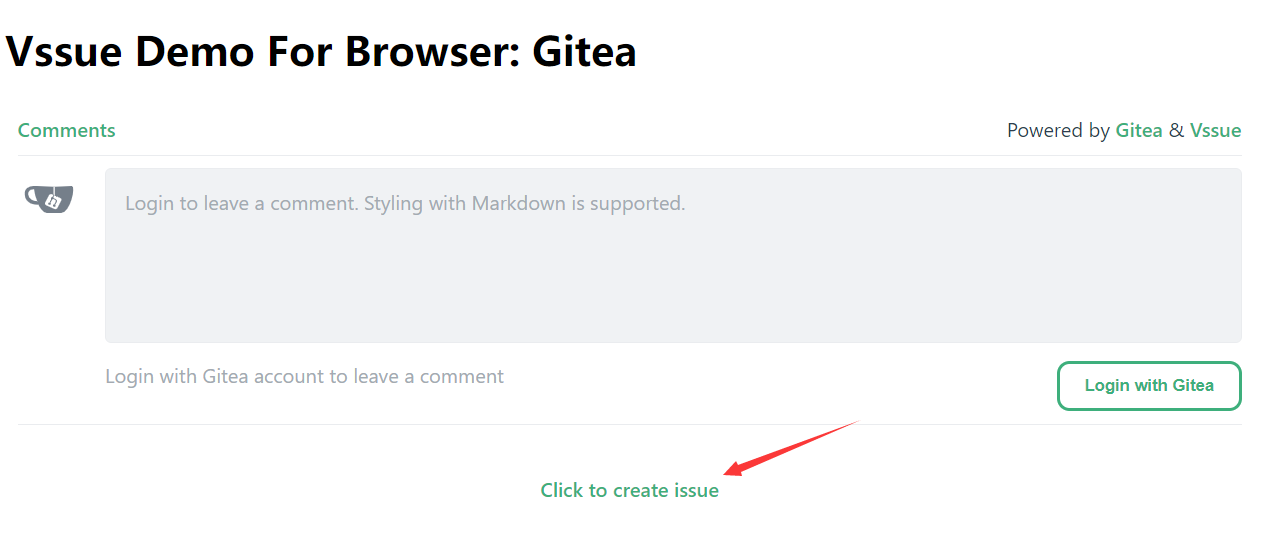 Vssue Demo For Browser: Gitea
Comments
Powered by Gitea & Vssue
Login to leave a comment. Styling with Markdown is supported.
Login with Gitea account to leave a comment
Login with Gitea
Click to create issue